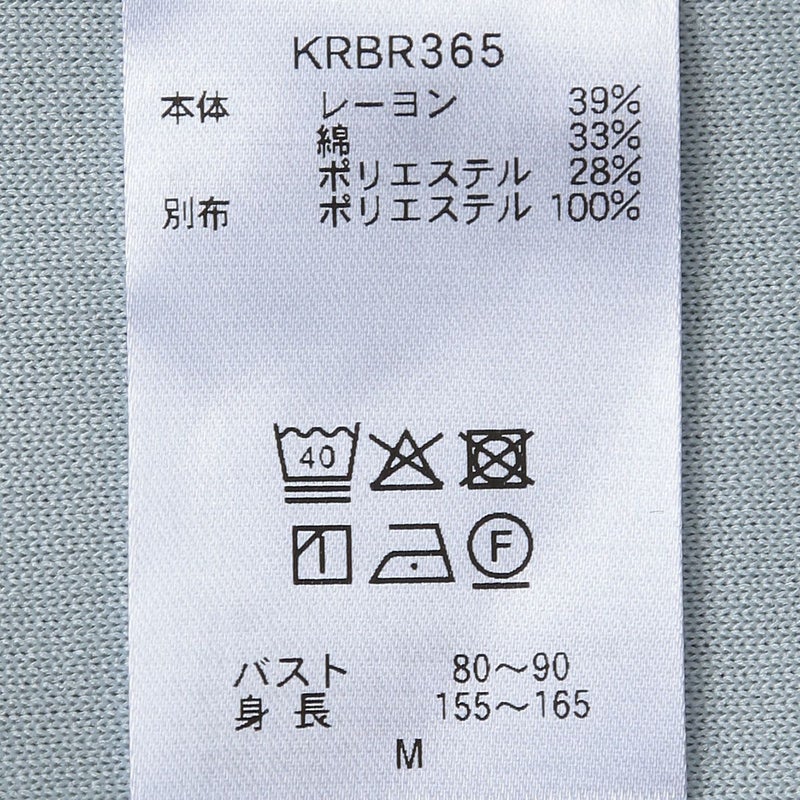 KRBR365
本体 レーヨン 39%
綿 33%
ポリエステル 28%
別布 ポリエステル 100%
40
F
バスト 80〜90
身長 155〜165
M